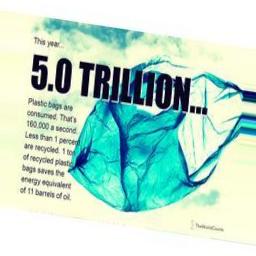 This year...
5.0 TRILLION...
Plastic bags are
consumed. That's
160,000 a second.
Less than 1 percent
are recycled. 1 ton
of recycled plastic
bags saves the
energy equivalent
of 11 barrels of oil.
TheWorldCounts